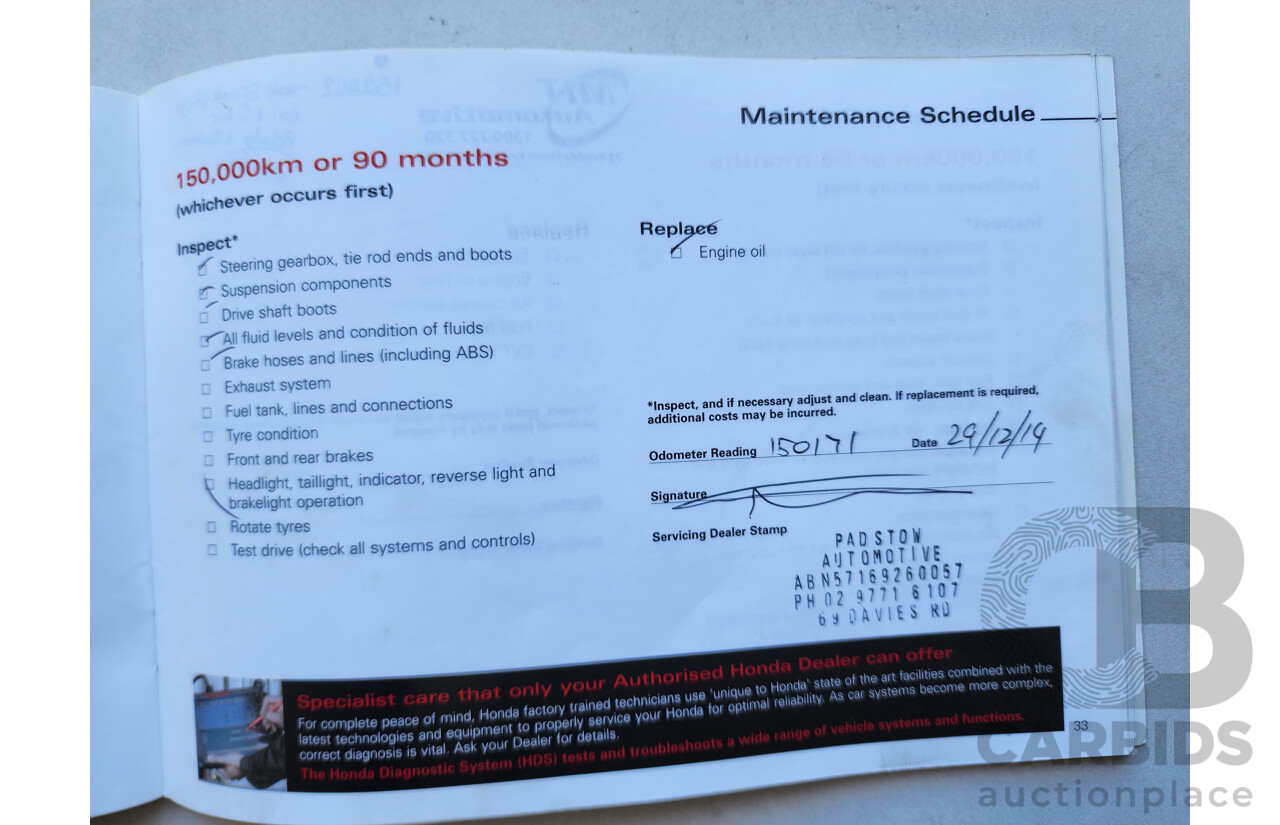 Maintenance Schedule
150,000km or 90 months
(whichever occurs first)
Inspect*
Steering gearbox, tie rod ends and boots
Suspension components
Drive shaft boots
All fluid levels and condition of fluids
Brake hoses and lines (including ABS)
Exhaust system
Fuel tank, lines and connections
Tyre condition
Front and rear brakes
Headlight, taillight, indicator, reverse light and
brakelight operation
Rotate tyres
Test drive (check all systems and controls)
Replace
Engine oil
*Inspect, and if necessary adjust and clean. If replacement is required,
additional costs may be incurred.
Odometer Reading 150171 Date 29/12/19
Signature
Servicing Dealer Stamp
PADSTOW
AUTOMOTIVE
ABN57169260057
PH 02 9771 6107
69 DAVIES RD
Specialist care that only your Authorised Honda Dealer can offer
For complete peace of mind, Honda factory trained technicians use 'unique to Honda' state of the art facilities combined with the
latest technologies and equipment to properly service your Honda for optimal reliability. As car systems become more complex,
correct diagnosis is vital. Ask your Dealer for details.
The Honda Diagnostic System (HDS) tests and troubleshoots a wide range of vehicle systems and functions.
33
CB
CARBIDS
auctionplace